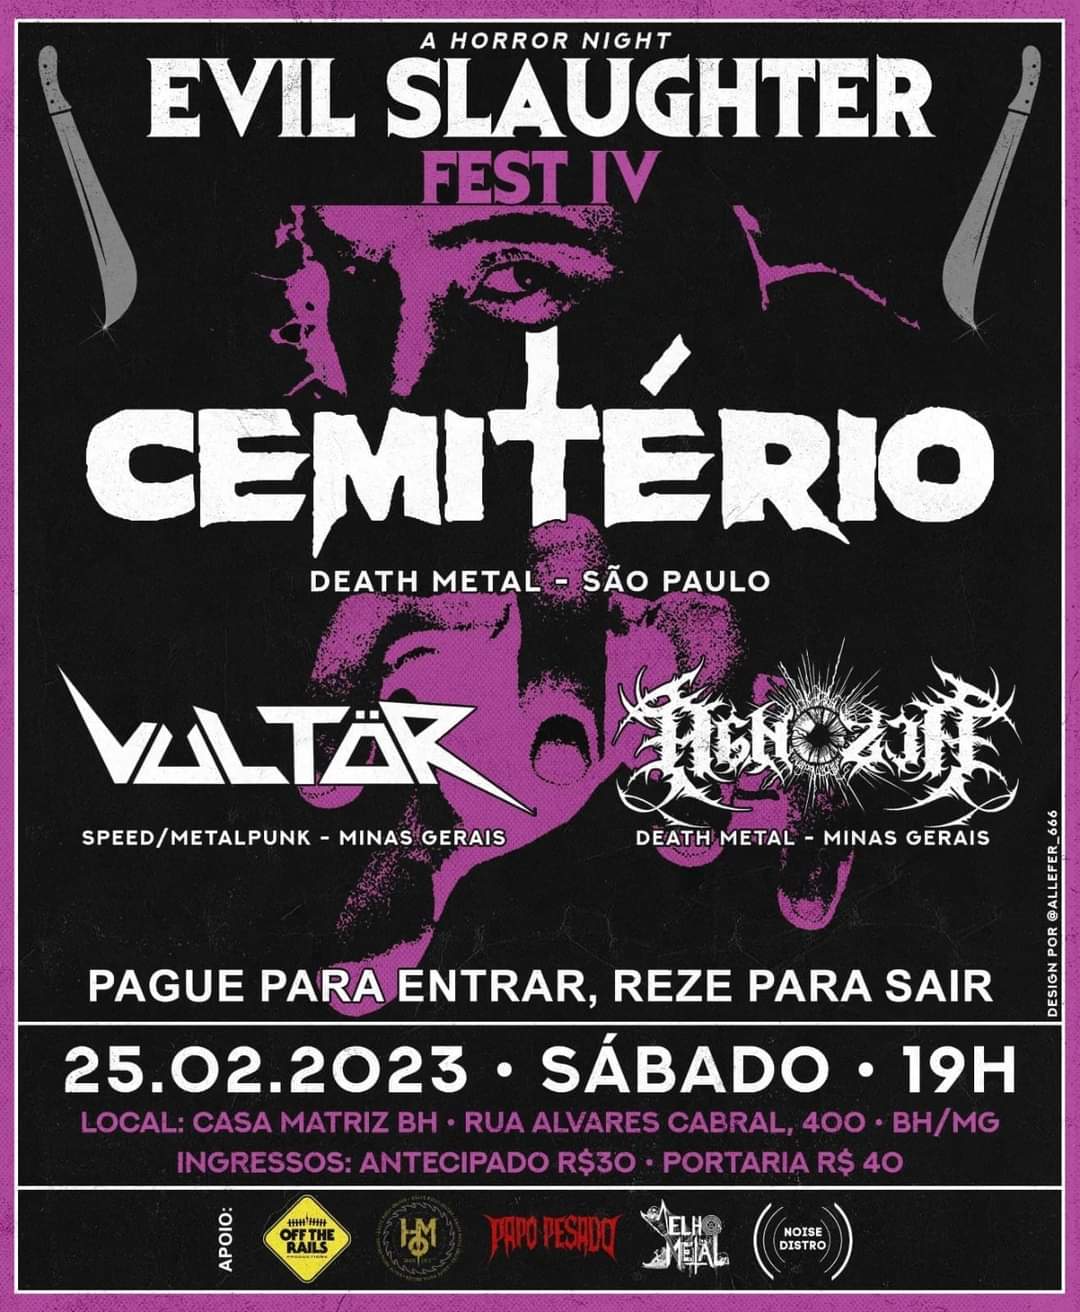 A HORROR NIGHT
EVIL SLAUGHTER
FEST IV
CEMITÉRIO
DEATH METAL - SÃO PAULO
VULTÖR
AGNOZIA
SPEED/METALPUNK - MINAS GERAIS
DEATH METAL - MINAS GERAIS
DESIGN POR @ALLEFER_666
PAGUE PARA ENTRAR, REZE PARA SAIR
25.02.2023 • SÁBADO • 19H
LOCAL: CASA MATRIZ BH • RUA ALVARES CABRAL, 400 • BH/MG
INGRESSOS: ANTECIPADO R$30 • PORTARIA R$ 40
APOIO:
OFF THE
RAILS
PRODUCTIONS
PAPO PESADO
VELHO
METAL
NOISE
DISTRO